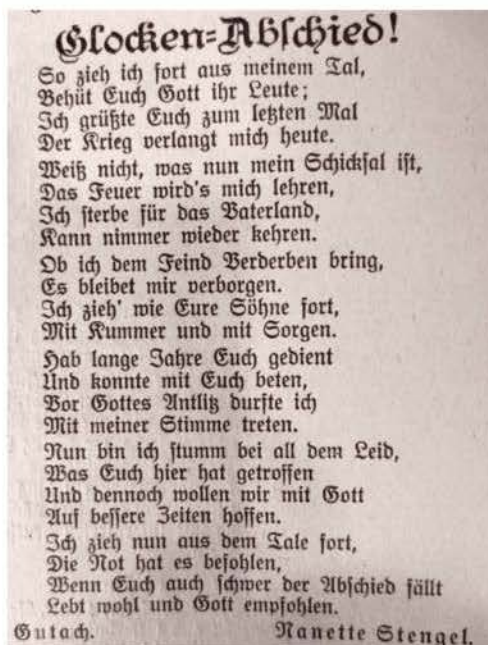 Glocken=Abschied!
So zieh ich fort aus meinem Tal,
Behüt Euch Gott ihr Leute;
Ich grüßte Euch zum letzten Mal
Der Krieg verlangt mich heute.
Weiß nicht, was nun mein Schicksal ist,
Das Feuer wird's mich lehren,
Ich sterbe für das Vaterland,
Kann nimmer wieder kehren.
Ob ich dem Feind Verderben bring,
Es bleibet mir verborgen.
Ich zieh' wie Eure Söhne fort,
Mit Kummer und mit Sorgen.
Hab lange Jahre Euch gedient
Und konnte mit Euch beten,
Vor Gottes Antlitz durfte ich
Mit meiner Stimme treten.
Nun bin ich stumm bei all dem Leid,
Was Euch hier hat getroffen
Und dennoch wollen wir mit Gott
Auf bessere Zeiten hoffen.
Ich zieh nun aus dem Tale fort,
Die Not hat es befohlen,
Wenn Euch auch schwer der Abschied fällt
Lebt wohl und Gott empfohlen.
Gutach. Nanette Stengel.